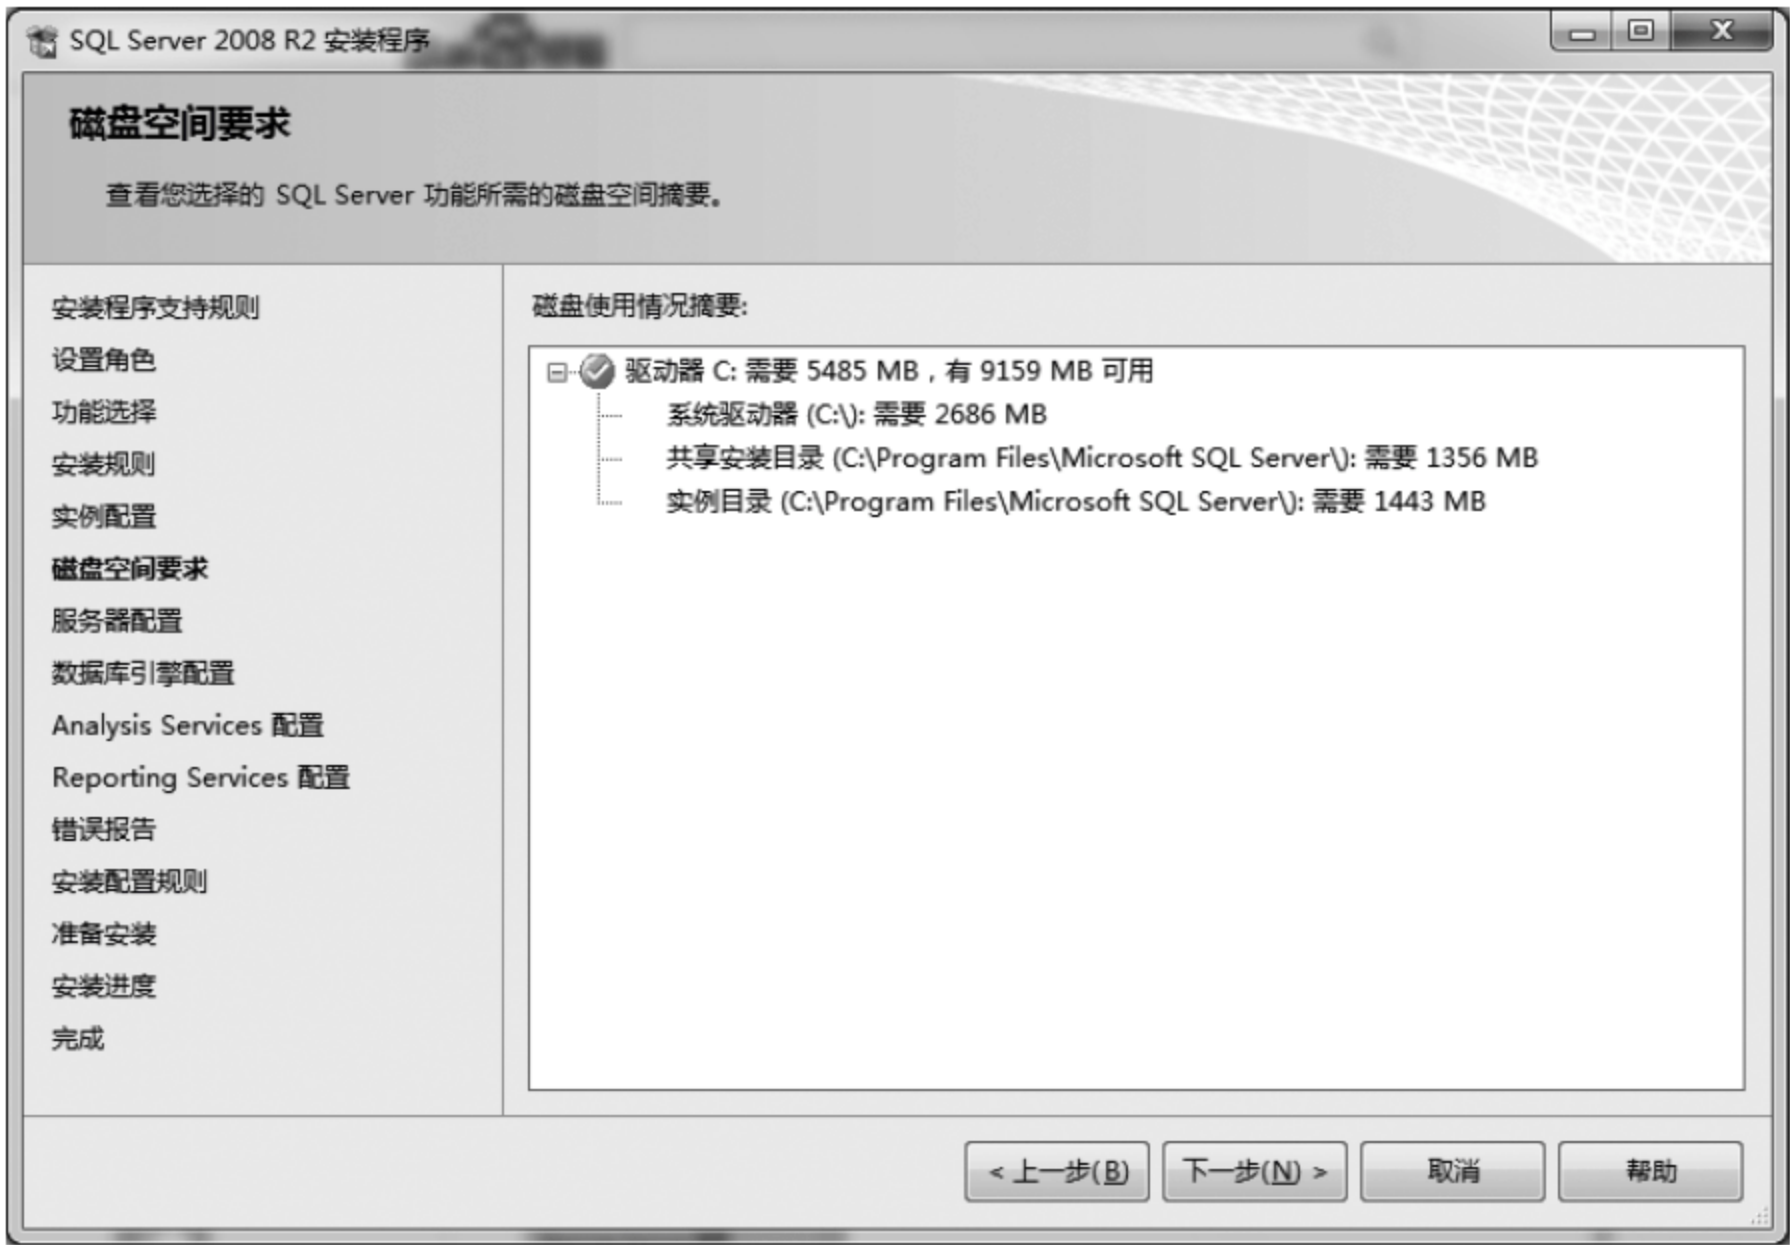 SQL Server 2008 R2 安装程序
磁盘空间要求
查看您选择的 SQL Server 功能所需的磁盘空间摘要。
安装程序支持规则
设置角色
功能选择
安装规则
实例配置
磁盘空间要求
服务器配置
数据库引擎配置
Analysis Services 配置
Reporting Services 配置
错误报告
安装配置规则
准备安装
安装进度
完成
磁盘使用情况摘要:
驱动器 C: 需要 5485 MB，有 9159 MB 可用
系统驱动器 (C:\): 需要 2686 MB
共享安装目录 (C:\Program Files\Microsoft SQL Server\): 需要 1356 MB
实例目录 (C:\Program Files\Microsoft SQL Server\): 需要 1443 MB
< 上一步(B) 下一步(N) > 取消 帮助